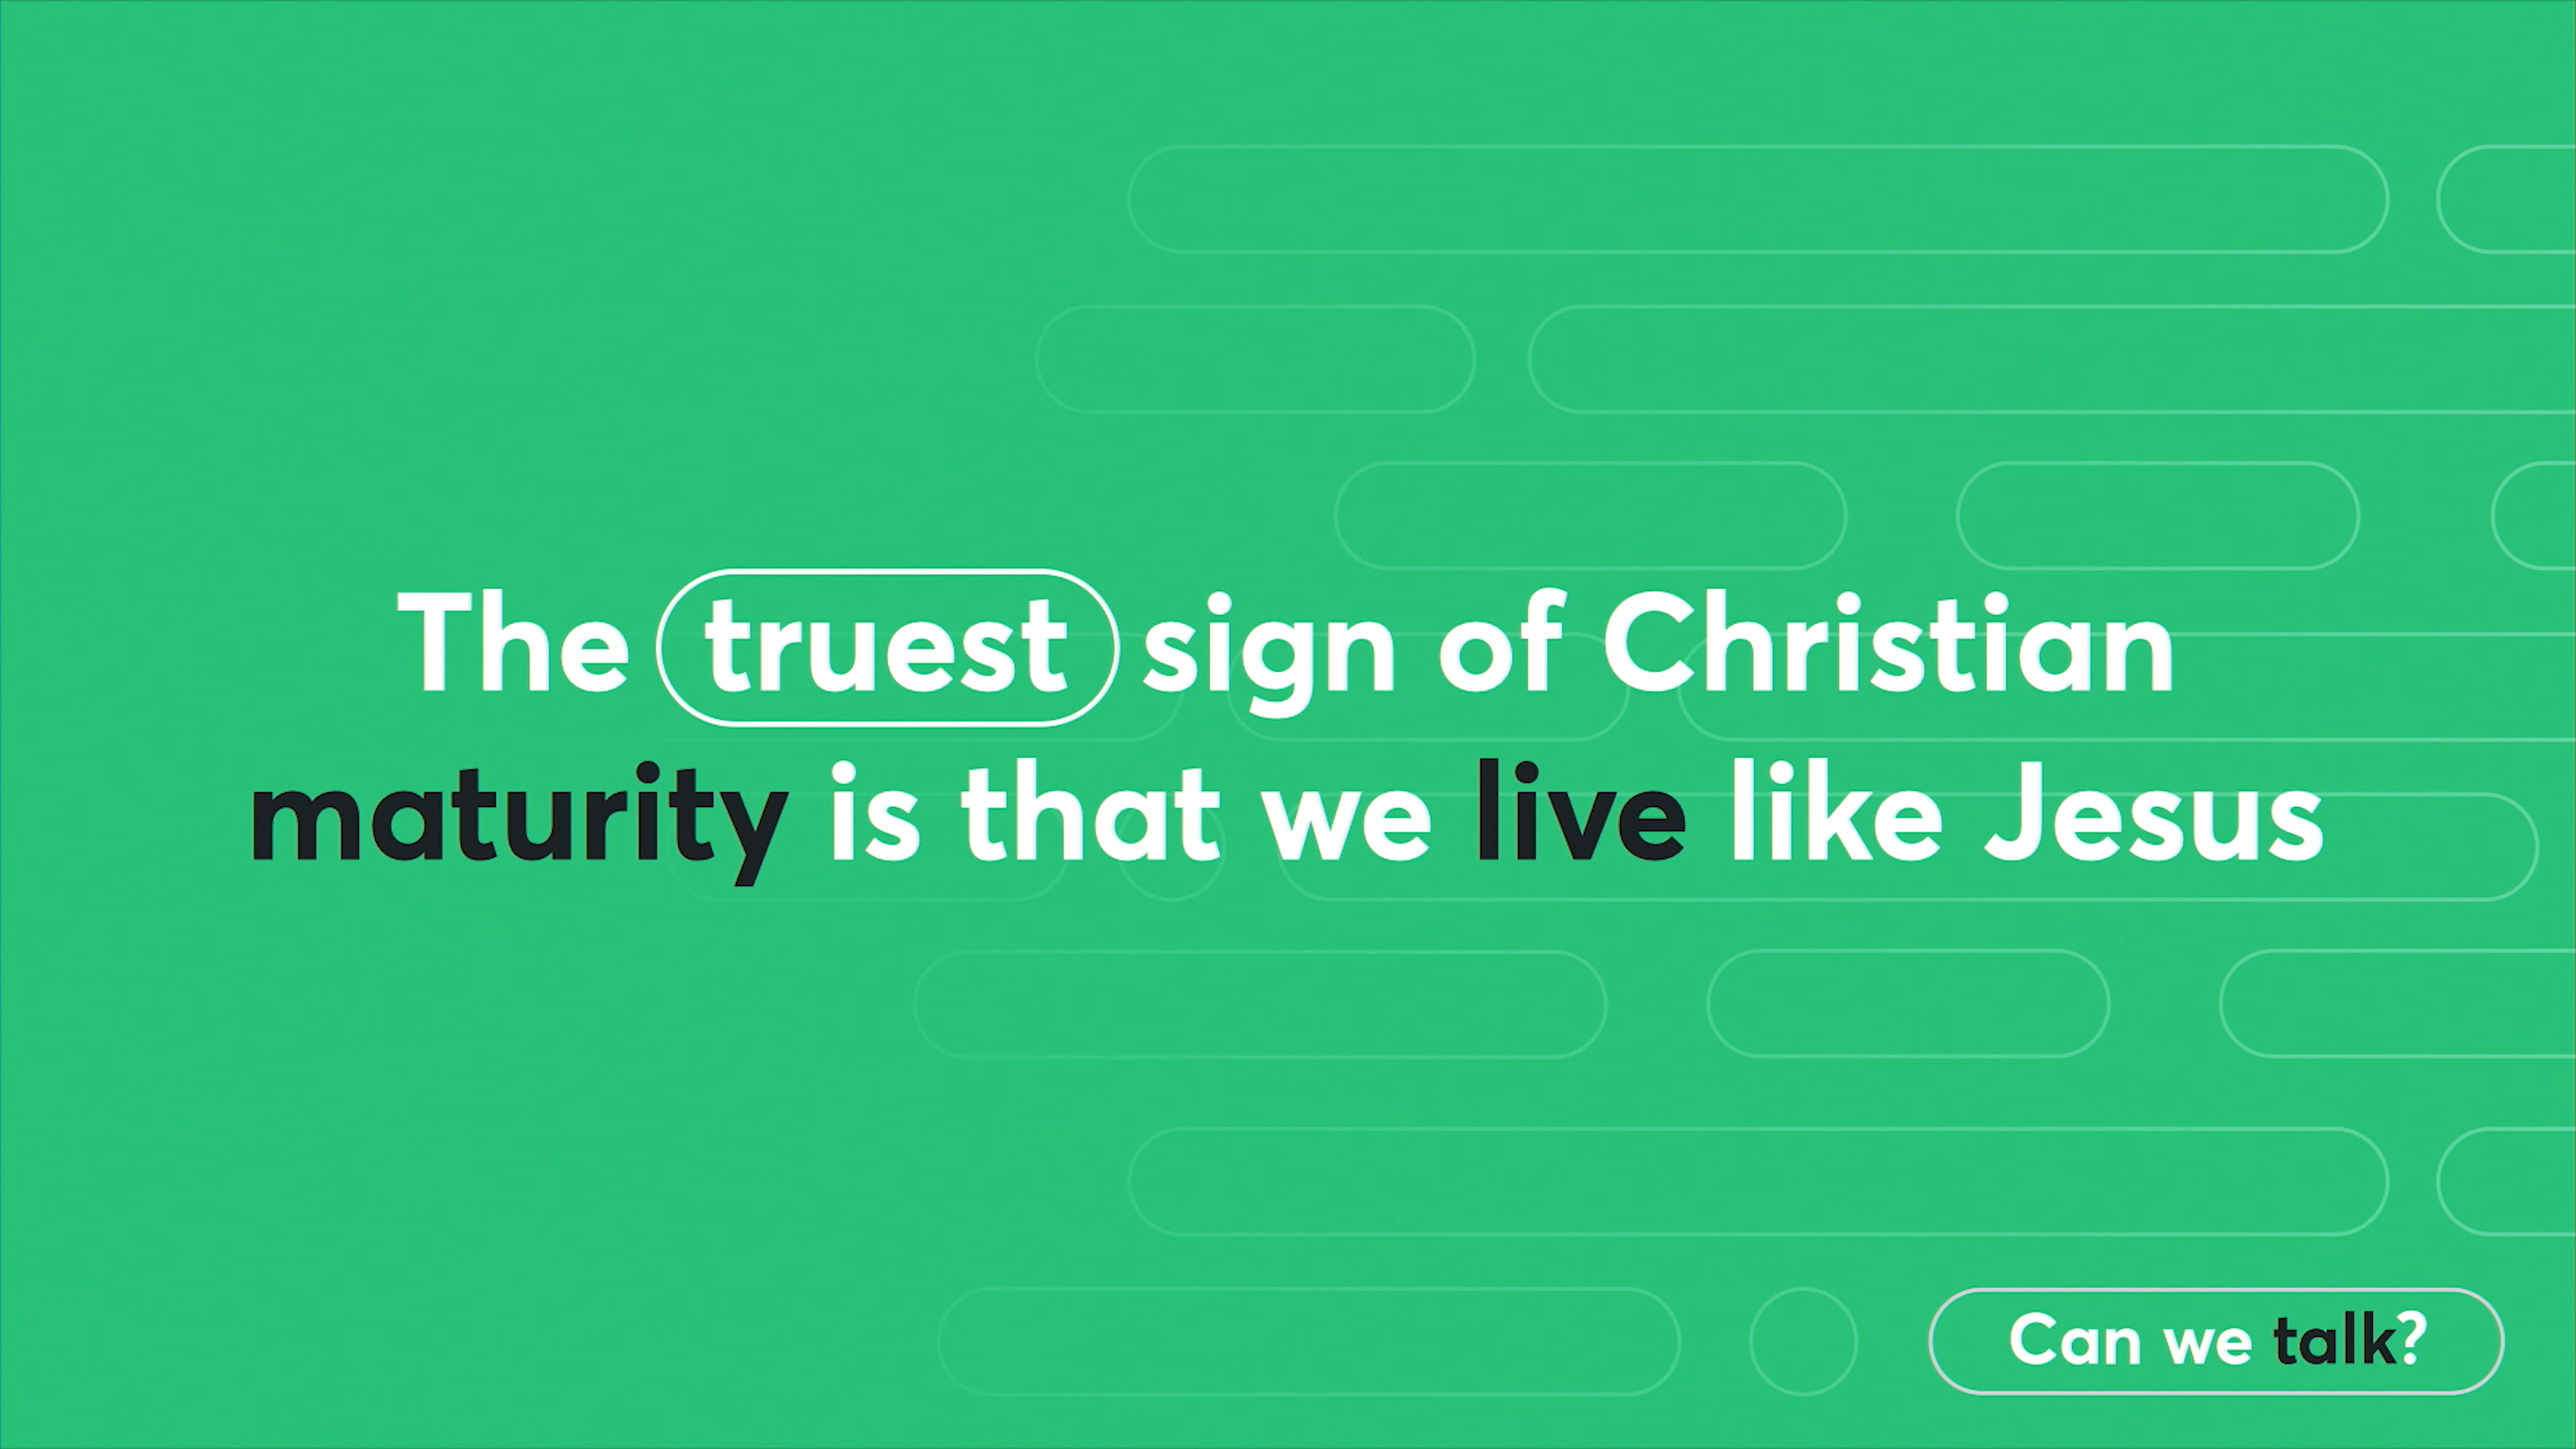 The truest sign of Christian
maturity is that we live like Jesus
Can we talk?